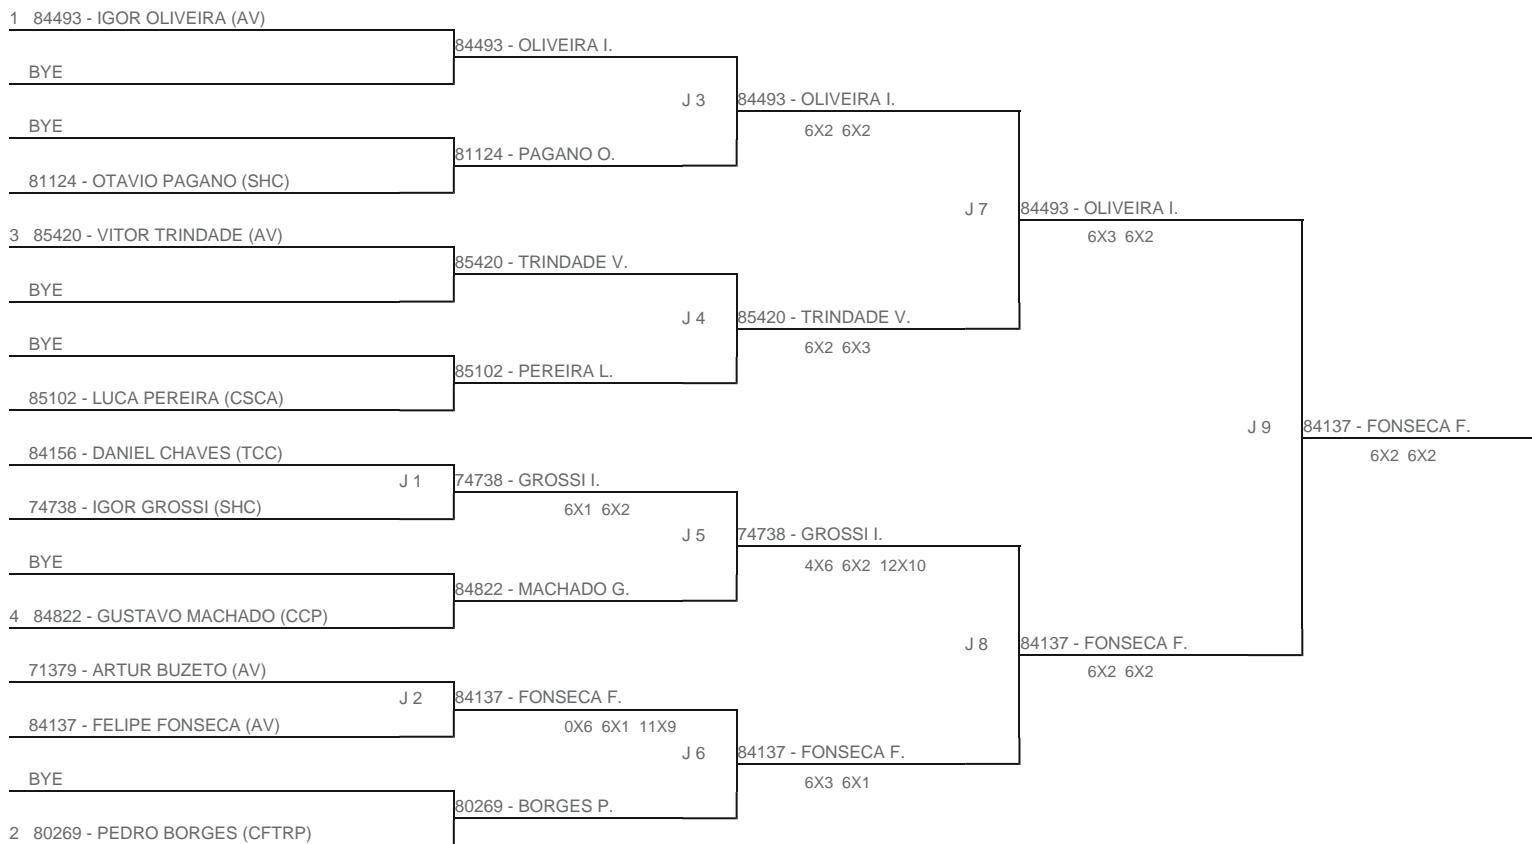 1 84493 - IGOR OLIVEIRA (AV)
84493 - OLIVEIRA I.
BYE
J 3
84493 - OLIVEIRA I.
6X2 6X2
BYE
81124 - PAGANO O.
81124 - OTAVIO PAGANO (SHC)
J 7
84493 - OLIVEIRA I.
6X3 6X2
3 85420 - VITOR TRINDADE (AV)
85420 - TRINDADE V.
BYE
J 4
85420 - TRINDADE V.
6X2 6X3
BYE
85102 - PEREIRA L.
85102 - LUCA PEREIRA (CSCA)
J 9
84137 - FONSECA F.
6X2 6X2
84156 - DANIEL CHAVES (TCC)
J 1
74738 - GROSSI I.
6X1 6X2
74738 - IGOR GROSSI (SHC)
J 5
74738 - GROSSI I.
4X6 6X2 12X10
BYE
84822 - MACHADO G.
4 84822 - GUSTAVO MACHADO (CCP)
J 8
84137 - FONSECA F.
6X2 6X2
71379 - ARTUR BUZETO (AV)
J 2
84137 - FONSECA F.
0X6 6X1 11X9
84137 - FELIPE FONSECA (AV)
J 6
84137 - FONSECA F.
6X3 6X1
BYE
80269 - BORGES P.
2 80269 - PEDRO BORGES (CFTRP)